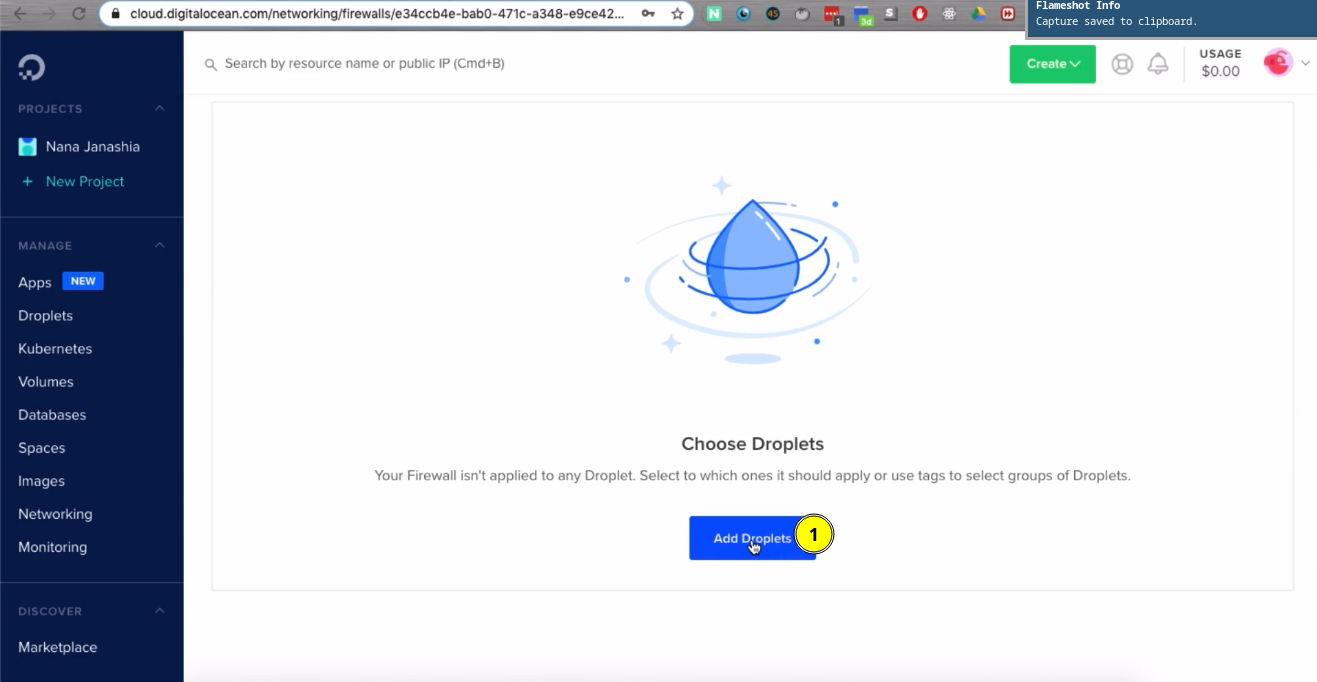 cloud.digitalocean.com/networking/firewalls/e34ccb4e-bab0-471c-a348-e9ce42...
N
45
1
3d
S
Flameshot Info
Capture saved to clipboard.
Search by resource name or public IP (Cmd+B)
Create
USAGE
$0.00
PROJECTS
Nana Janashia
+ New Project
MANAGE
Apps NEW
Droplets
Kubernetes
Volumes
Databases
Spaces
Images
Networking
Monitoring
DISCOVER
Marketplace
Choose Droplets
Your Firewall isn't applied to any Droplet. Select to which ones it should apply or use tags to select groups of Droplets.
Add Droplets
1